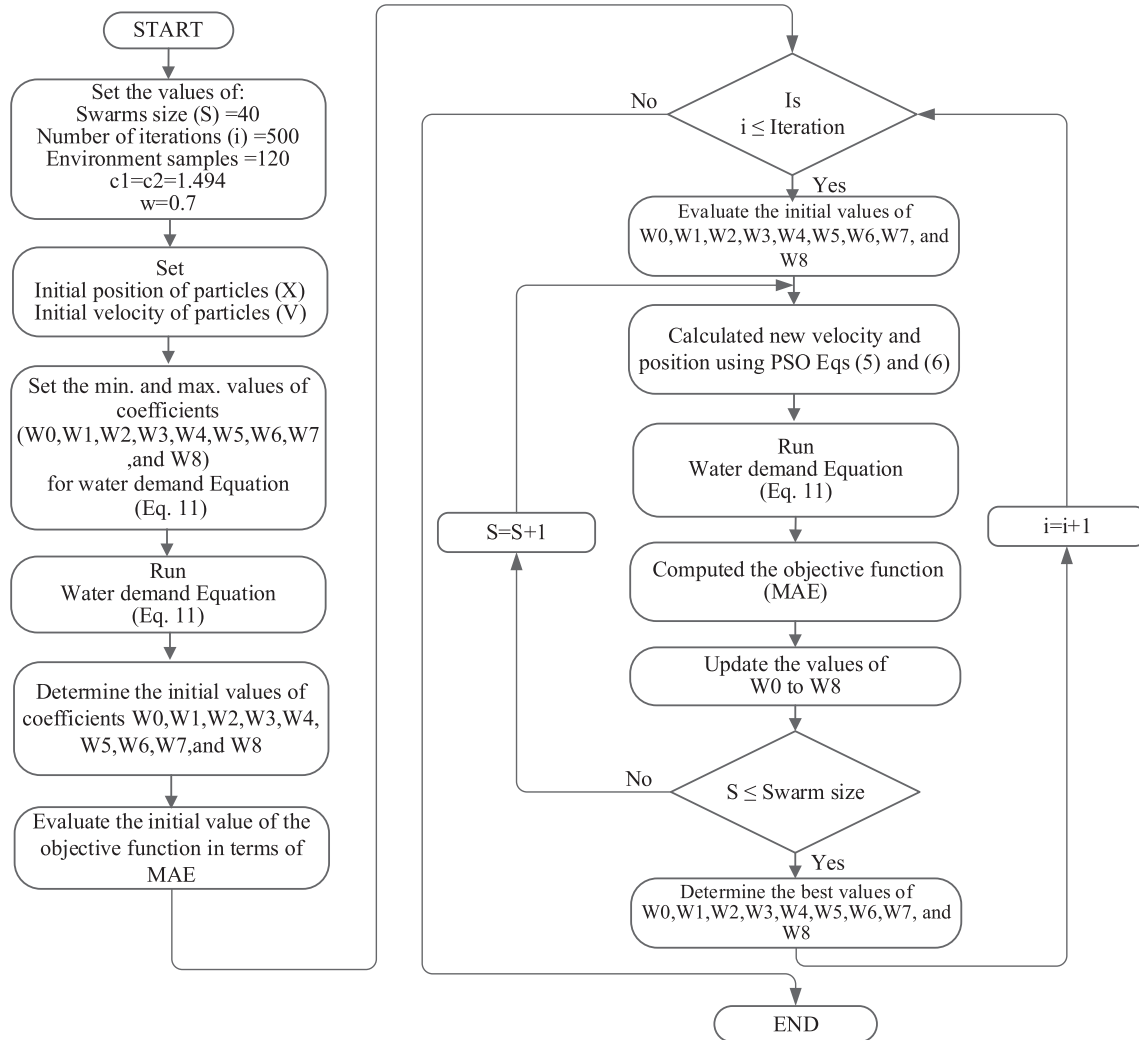 START
Set the values of:
Swarms size (S) =40
Number of iterations (i) =500
Environment samples =120
c1=c2=1.494
w=0.7
Set
Initial position of particles (X)
Initial velocity of particles (V)
Set the min. and max. values of
coefficients
(W0,W1,W2,W3,W4,W5,W6,W7
,and W8)
for water demand Equation
(Eq. 11)
Run
Water demand Equation
(Eq. 11)
Determine the initial values of
coefficients W0,W1,W2,W3,W4,
W5,W6,W7,and W8
Evaluate the initial value of the
objective function in terms of
MAE
Is
i ≤ Iteration
No
Yes
Evaluate the initial values of
W0,W1,W2,W3,W4,W5,W6,W7, and
W8
Calculated new velocity and
position using PSO Eqs (5) and (6)
Run
Water demand Equation
(Eq. 11)
S=S+1
i=i+1
Computed the objective function
(MAE)
Update the values of
W0 to W8
No
S ≤ Swarm size
Yes
Determine the best values of
W0,W1,W2,W3,W4,W5,W6,W7, and
W8
END